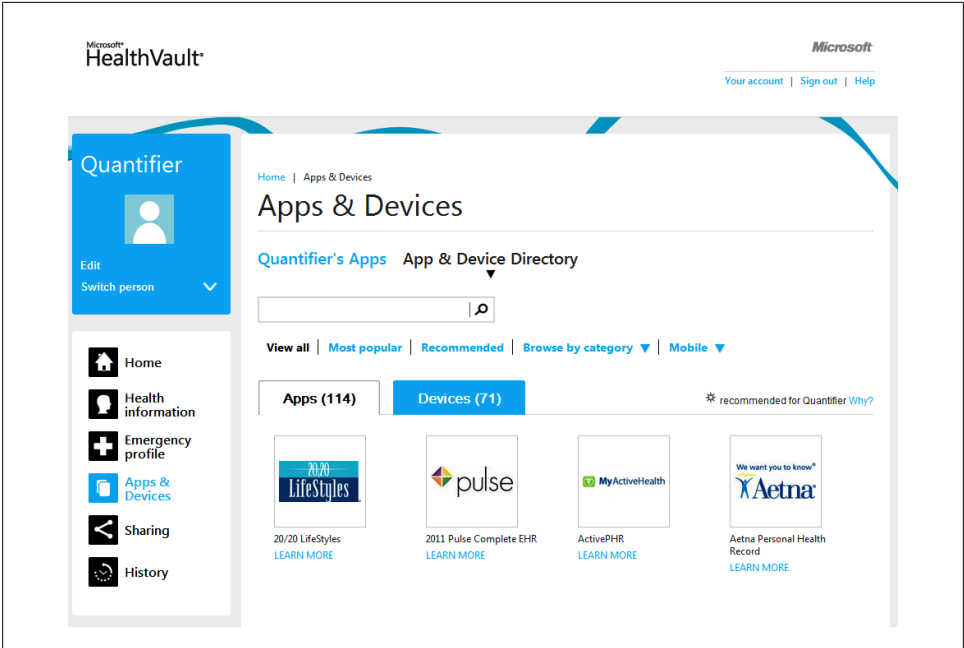 Microsoft®
HealthVault®
Microsoft®
Your account | Sign out | Help
Quantifier
Edit
Switch person
Home
Health
information
Emergency
profile
Apps &
Devices
Sharing
History
Home | Apps & Devices
Apps & Devices
Quantifier's Apps App & Device Directory
View all | Most popular | Recommended | Browse by category ▼ | Mobile ▼
Apps (114) Devices (71)
recommended for Quantifier Why?
20/20
LifeStyles
20/20 LifeStyles
LEARN MORE
pulse
2011 Pulse Complete EHR
LEARN MORE
MyActiveHealth
ActivePHR
LEARN MORE
We want you to know®
Aetna®
Aetna Personal Health
Record
LEARN MORE